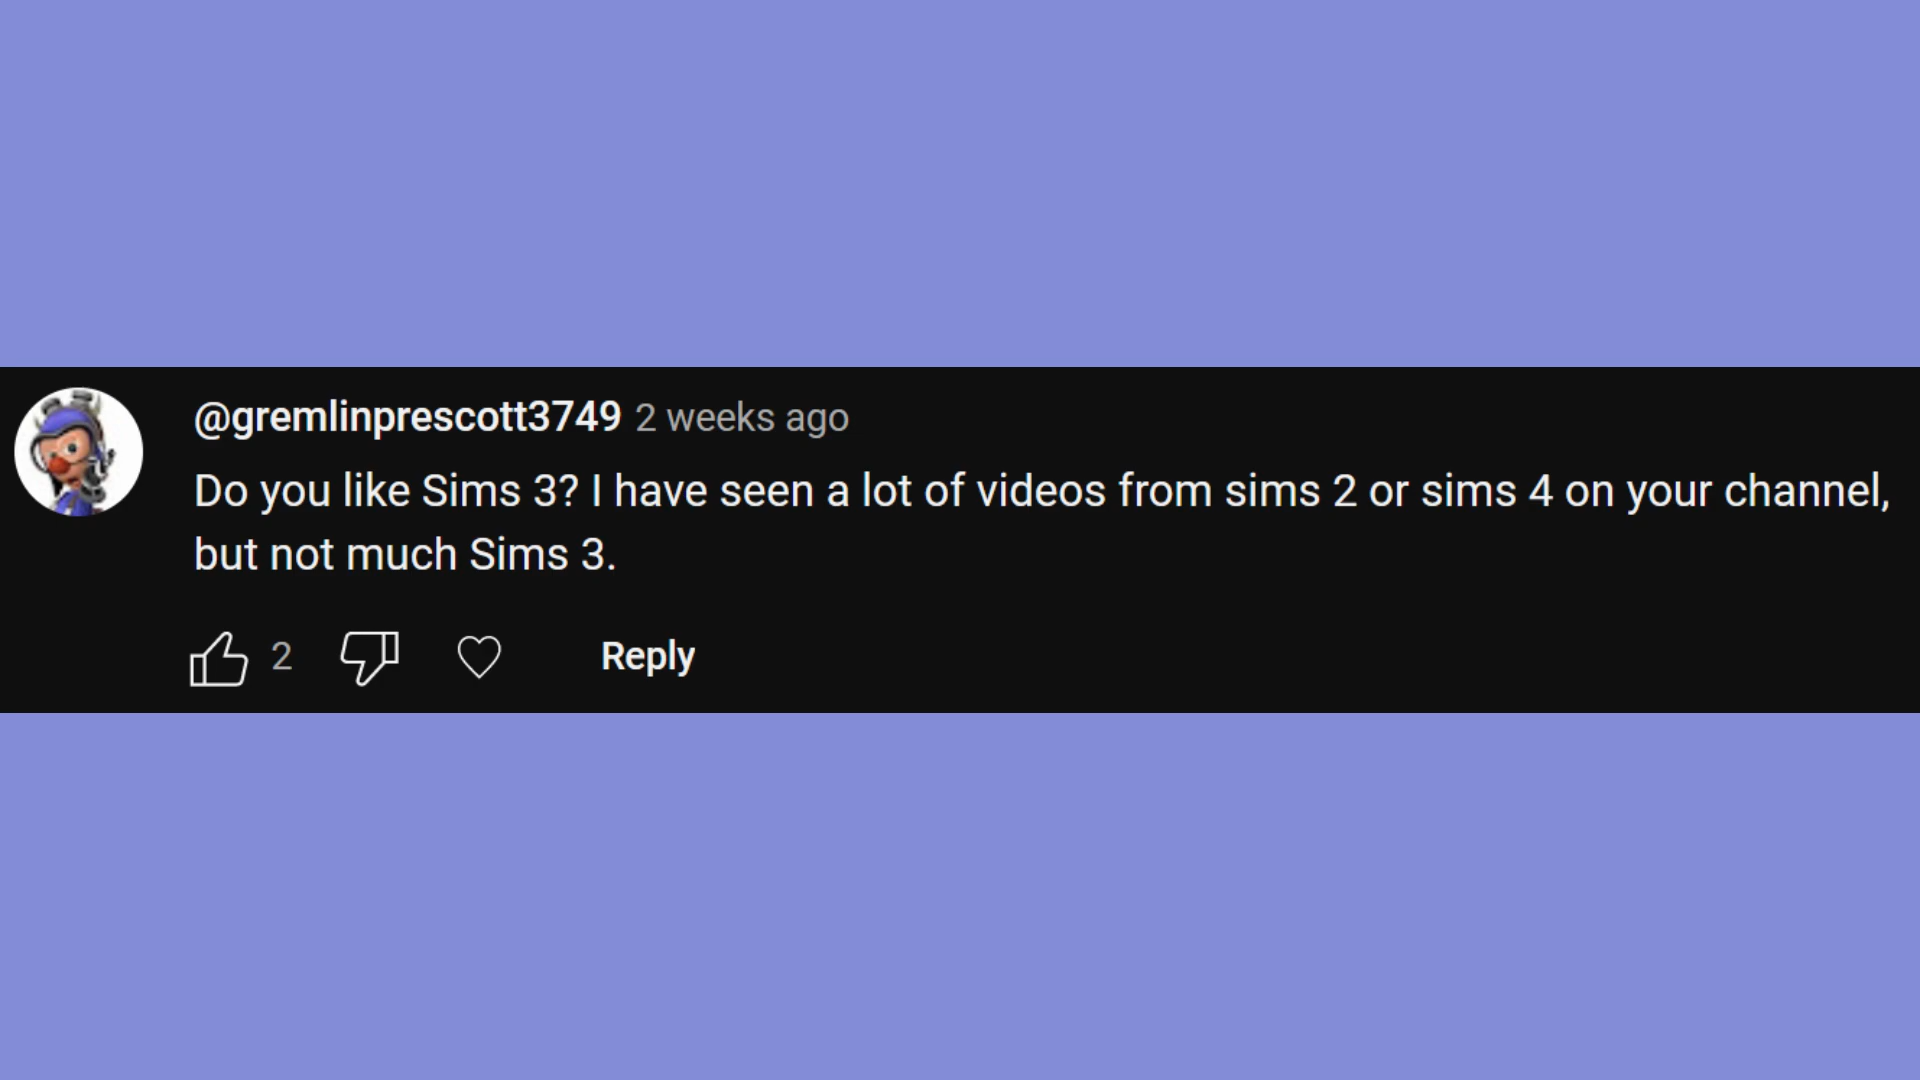 @gremlinprescott3749 2 weeks ago
Do you like Sims 3? I have seen a lot of videos from sims 2 or sims 4 on your channel,
but not much Sims 3.
2 Reply